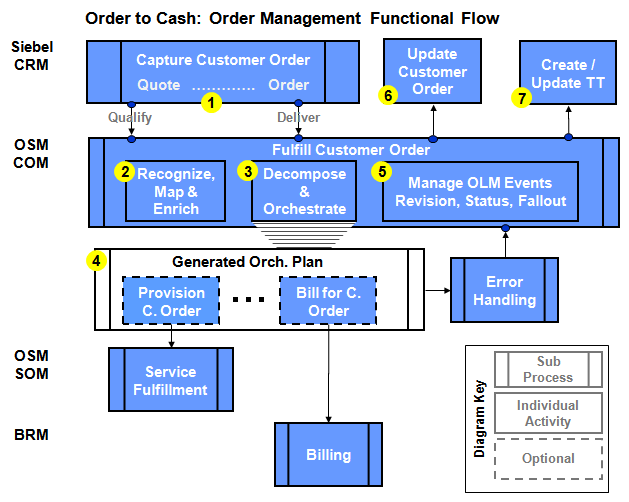 Order to Cash: Order Management Functional Flow
Siebel
CRM
Capture Customer Order
Quote ............. Order
1
Update
Customer
Order
6
Create /
Update TT
7
Qualify
Deliver
OSM
COM
Fulfill Customer Order
2
Recognize,
Map &
Enrich
3
Decompose
&
Orchestrate
5
Manage OLM Events
Revision, Status, Fallout
4
Generated Orch. Plan
Provision
C. Order
...
Bill for C.
Order
Error
Handling
OSM
SOM
Service
Fulfillment
BRM
Billing
Diagram Key
Sub
Process
Individual
Activity
Optional